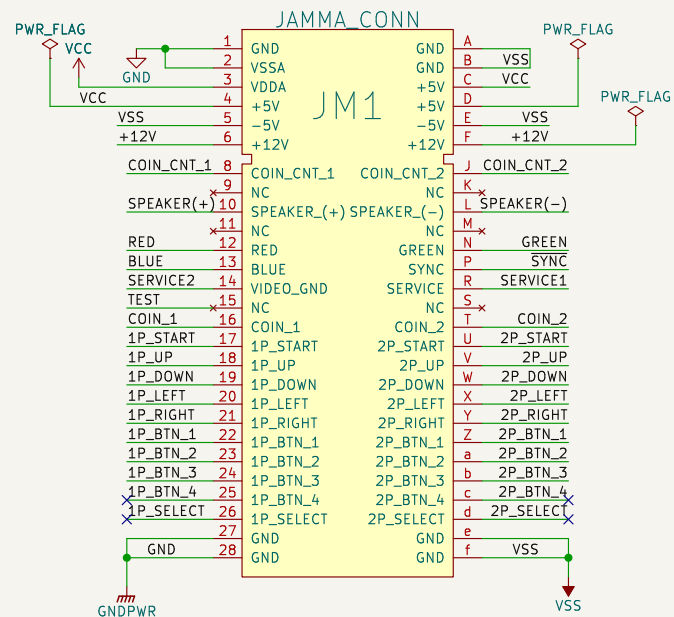 JAMMA_CONN
PWR_FLAG VCC PWR_FLAG
1 GND GND A
GND 2 VSSA GND B VSS
3 VDDA +5V C VCC
VCC 4 +5V +5V D PWR_FLAG
JM1
VSS 5 -5V -5V E VSS
+12V 6 +12V +12V F +12V
COIN_CNT_1 8 COIN_CNT_1 COIN_CNT_2 J COIN_CNT_2
9 NC NC K
SPEAKER(+) 10 SPEAKER_(+) SPEAKER_(-) L SPEAKER(-)
11 NC NC M
RED 12 RED GREEN N GREEN
BLUE 13 BLUE SYNC P SYNC
SERVICE2 14 VIDEO_GND SERVICE R SERVICE1
TEST 15 NC NC S
COIN_1 16 COIN_1 COIN_2 T COIN_2
1P_START 17 1P_START 2P_START U 2P_START
1P_UP 18 1P_UP 2P_UP V 2P_UP
1P_DOWN 19 1P_DOWN 2P_DOWN W 2P_DOWN
1P_LEFT 20 1P_LEFT 2P_LEFT X 2P_LEFT
1P_RIGHT 21 1P_RIGHT 2P_RIGHT Y 2P_RIGHT
1P_BTN_1 22 1P_BTN_1 2P_BTN_1 Z 2P_BTN_1
1P_BTN_2 23 1P_BTN_2 2P_BTN_2 a 2P_BTN_2
1P_BTN_3 24 1P_BTN_3 2P_BTN_3 b 2P_BTN_3
1P_BTN_4 25 1P_BTN_4 2P_BTN_4 c 2P_BTN_4
1P_SELECT 26 1P_SELECT 2P_SELECT d 2P_SELECT
27 GND GND e
GND 28 GND GND f VSS
GNDPWR VSS